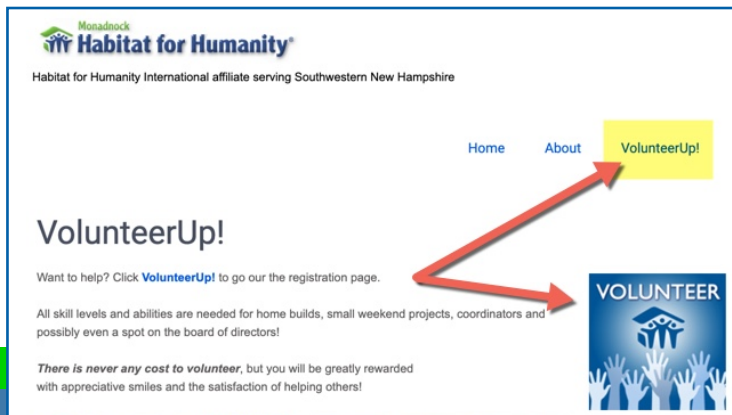 Monadnock
Habitat for Humanity®
Habitat for Humanity International affiliate serving Southwestern New Hampshire
Home About VolunteerUp!
VolunteerUp!
Want to help? Click VolunteerUp! to go our the registration page.
VOLUNTEER
All skill levels and abilities are needed for home builds, small weekend projects, coordinators and
possibly even a spot on the board of directors!
There is never any cost to volunteer, but you will be greatly rewarded
with appreciative smiles and the satisfaction of helping others!